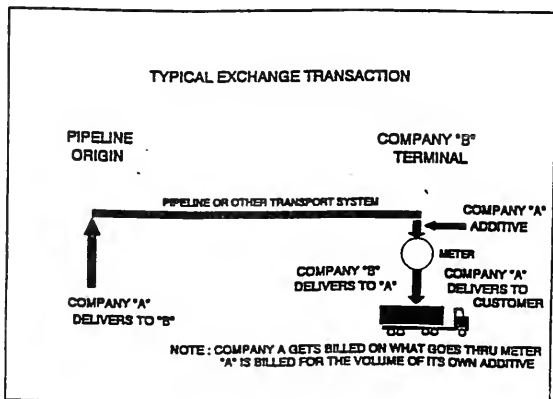 TYPICAL EXCHANGE TRANSACTION
PIPELINE
ORIGIN
COMPANY "B"
TERMINAL
PIPELINE OR OTHER TRANSPORT SYSTEM
COMPANY "A"
ADDITIVE
METER
COMPANY "B"
DELIVERS TO "A"
COMPANY "A"
DELIVERS TO
CUSTOMER
COMPANY "A"
DELIVERS TO "B"
NOTE : COMPANY A GETS BILLED ON WHAT GOES THRU METER
"A" IS BILLED FOR THE VOLUME OF ITS OWN ADDITIVE